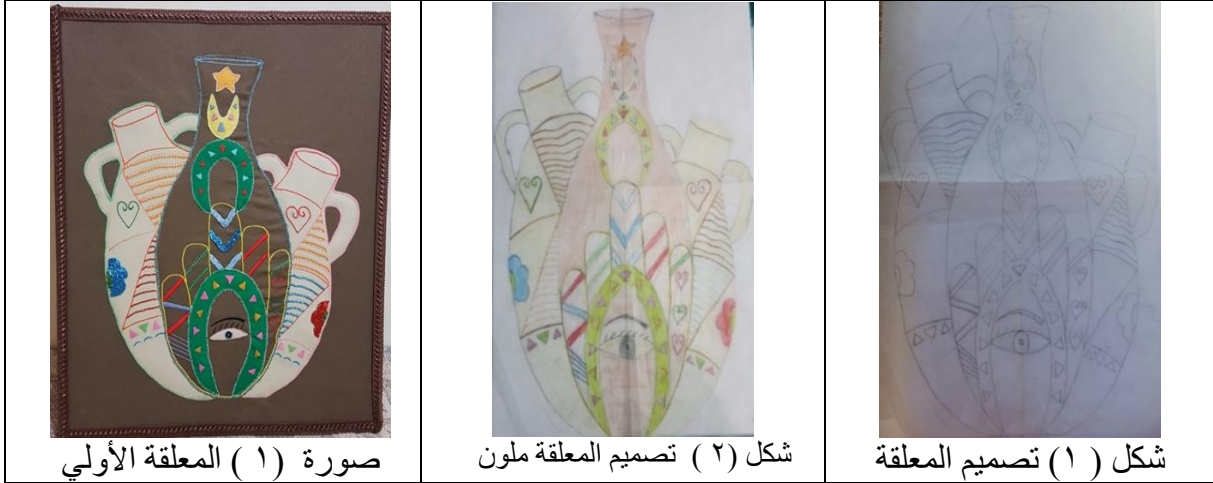 شكل ( ١ ) تصميم المعلقة
شكل (٢ ) تصميم المعلقة ملون
صورة (١ ) المعلقة الأولي